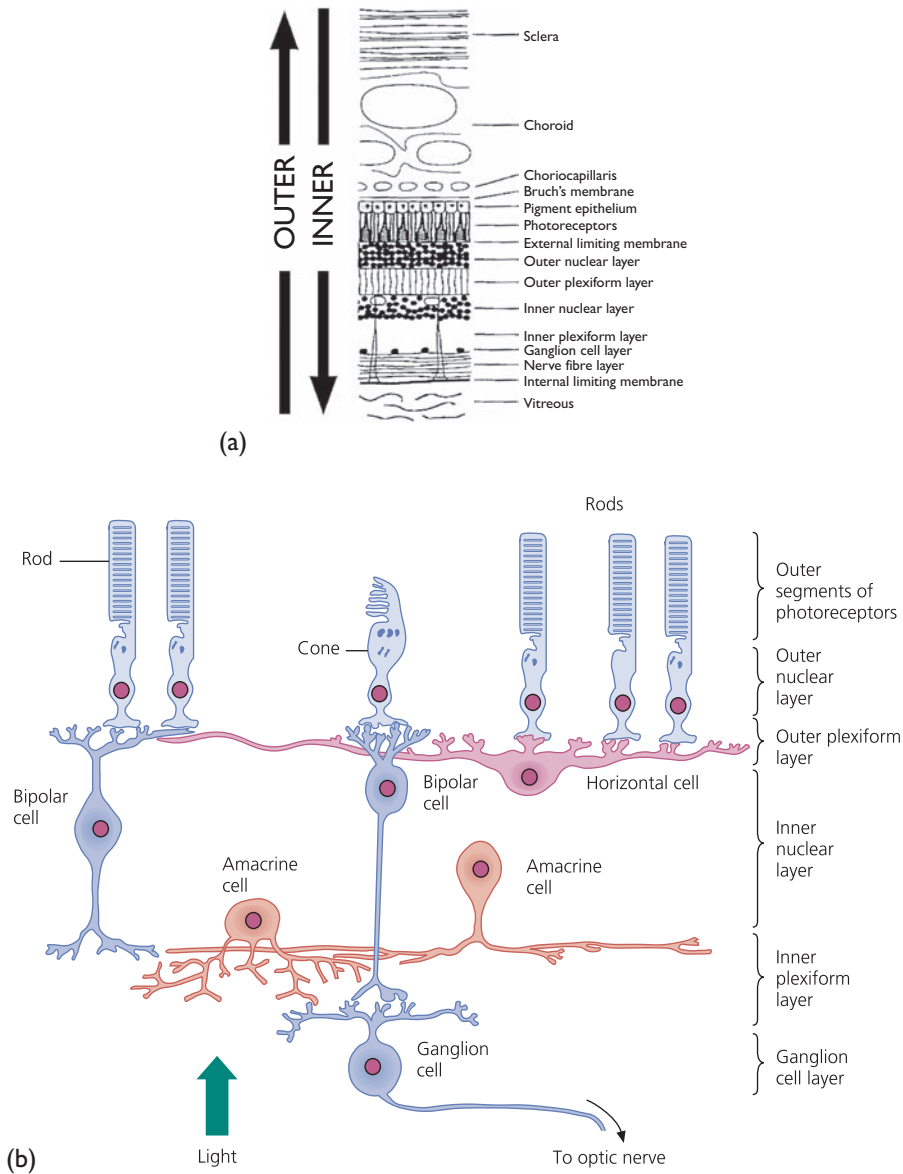 OUTER
INNER
Sclera
Choroid
Choriocapillaris
Bruch's membrane
Pigment epithelium
Photoreceptors
External limiting membrane
Outer nuclear layer
Outer plexiform layer
Inner nuclear layer
Inner plexiform layer
Ganglion cell layer
Nerve fibre layer
Internal limiting membrane
Vitreous
(a)
Rods
Rod
Cone
Outer
segments of
photoreceptors
Outer
nuclear
layer
Outer plexiform
layer
Bipolar
cell
Bipolar
cell
Horizontal cell
Inner
nuclear
layer
Amacrine
cell
Amacrine
cell
Inner
plexiform
layer
Ganglion
cell
Ganglion
cell layer
(b)
Light
To optic nerve